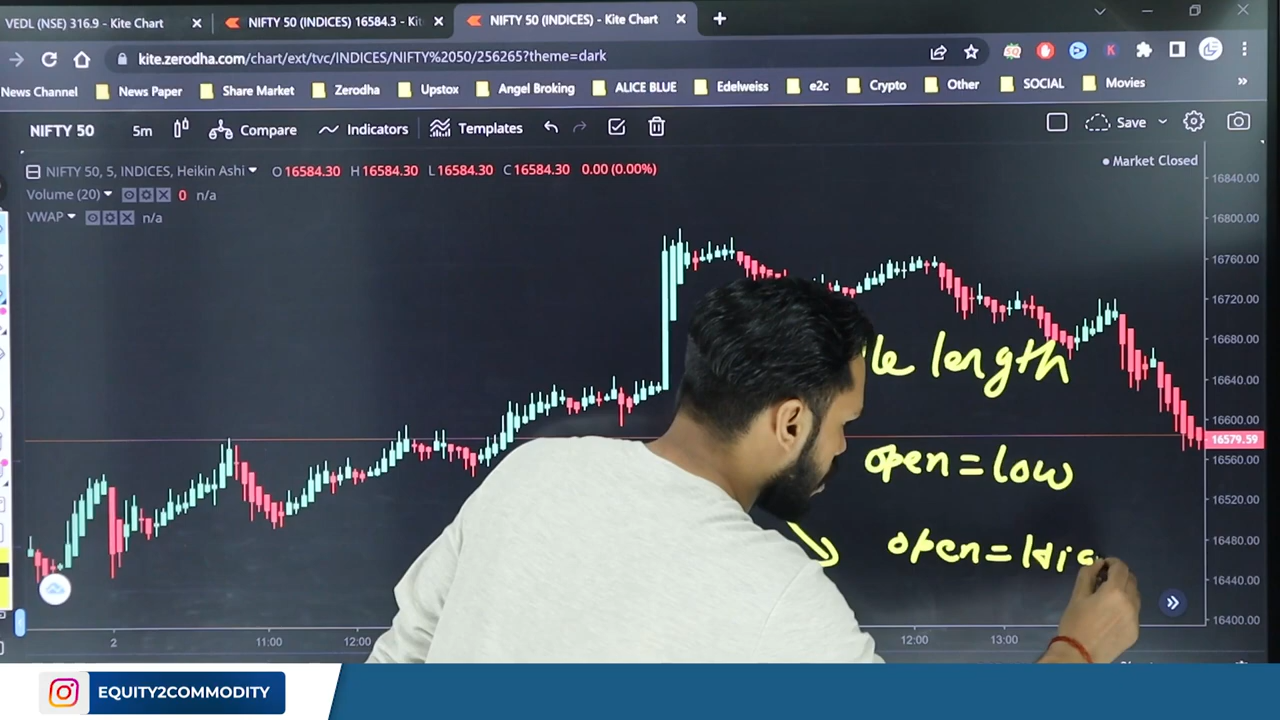 VEDL (NSE) 316.9 - Kite Chart NIFTY 50 (INDICES) 16584.3 - Ki NIFTY 50 (INDICES) - Kite Chart
kite.zerodha.com/chart/ext/tvc/INDICES/NIFTY%2050/256265?theme=dark
News Channel News Paper Share Market Zerodha Upstox Angel Broking ALICE BLUE Edelweiss e2c Crypto Other SOCIAL Movies »
NIFTY 50 5m Compare Indicators Templates Save
NIFTY 50, 5, INDICES, Heikin Ashi O 16584.30 H 16584.30 L 16584.30 C 16584.30 0.00 (0.00%) Market Closed
Volume (20) 0 n/a
VWAP n/a
16840.00
16800.00
16760.00
16720.00
16680.00
le length
16640.00
16600.00
16579.59
16560.00
open = low
16520.00
16480.00
open = Hig
16440.00
16400.00
2 11:00 12:00 12:00 13:00
EQUITY2COMMODITY